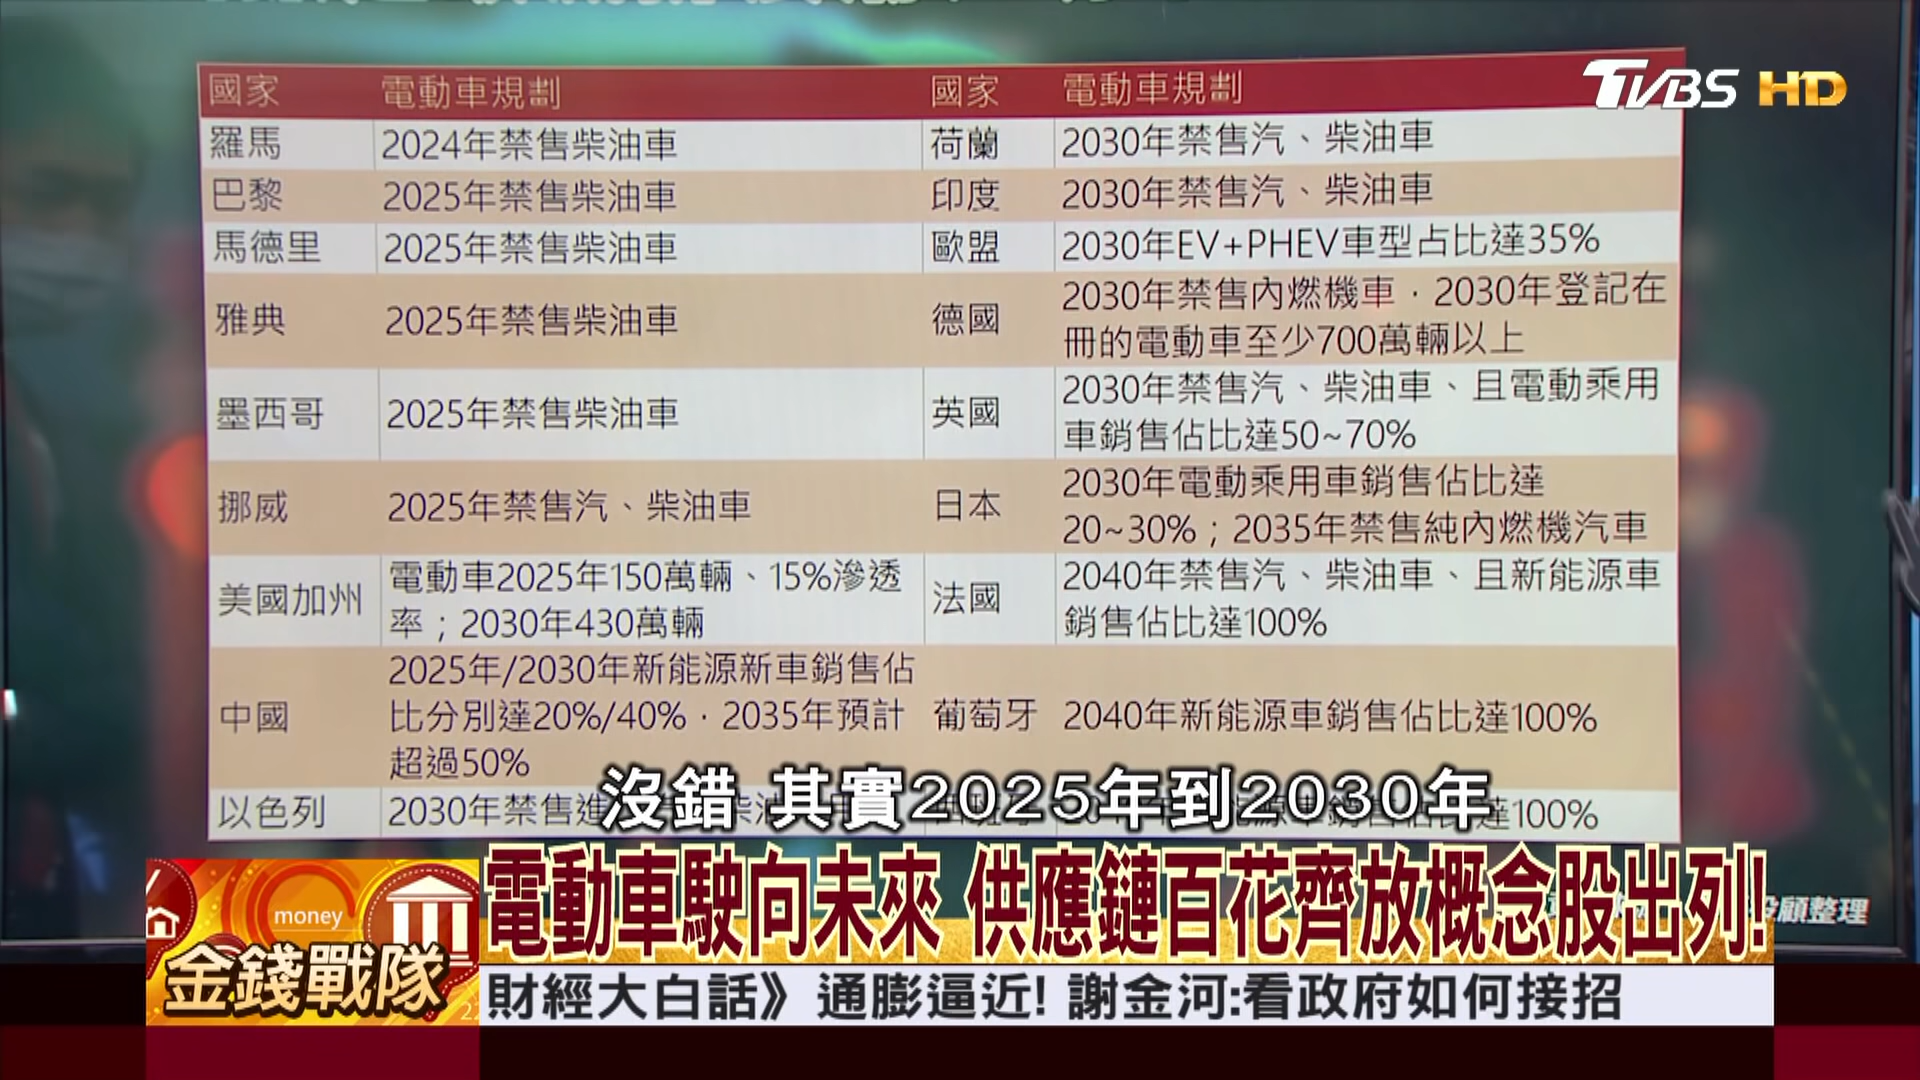 TVBS HD
國家 電動車規劃 國家 電動車規劃
羅馬 2024年禁售柴油車 荷蘭 2030年禁售汽、柴油車
巴黎 2025年禁售柴油車 印度 2030年禁售汽、柴油車
馬德里 2025年禁售柴油車 歐盟 2030年EV+PHEV車型占比達35%
雅典 2025年禁售柴油車 德國 2030年禁售內燃機車，2030年登記在
冊的電動車至少700萬輛以上
墨西哥 2025年禁售柴油車 英國 2030年禁售汽、柴油車、且電動乘用
車銷售佔比達50~70%
挪威 2025年禁售汽、柴油車 日本 2030年電動乘用車銷售佔比達
20~30%；2035年禁售純內燃機汽車
美國加州 電動車2025年150萬輛、15%滲透
率；2030年430萬輛 法國 2040年禁售汽、柴油車、且新能源車
銷售佔比達100%
中國 2025年/2030年新能源新車銷售佔
比分別達20%/40%，2035年預計
超過50% 葡萄牙 2040年新能源車銷售佔比達100%
以色列 2030年禁售進 達100%
沒錯 其實2025年到2030年
電動車駛向未來 供應鏈百花齊放概念股出列!
顧整理
money
金錢戰隊
財經大白話》通膨逼近! 謝金河:看政府如何接招